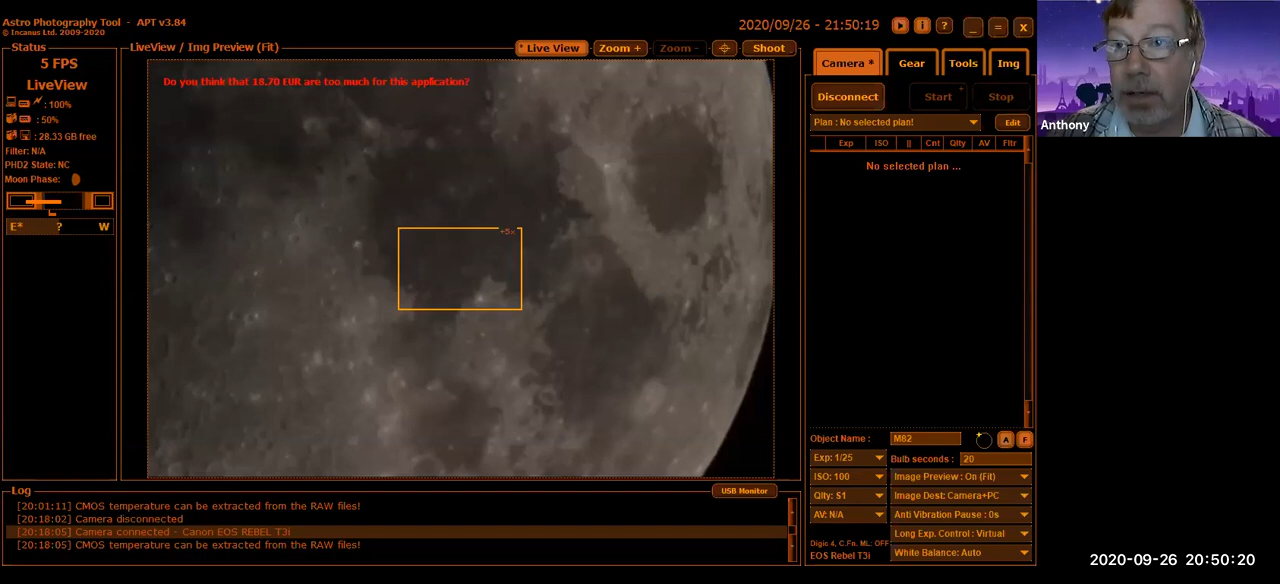 Astro Photography Tool - APT v3.84
© Incanus Ltd. 2009-2020
2020/09/26 - 21:50:19
i ? _ = x
Status
5 FPS
LiveView
: 100%
: 50%
: 28.33 GB free
Filter: N/A
PHD2 State: NC
Moon Phase:
E* ? W
LiveView / Img Preview (Fit)
* Live View Zoom + Zoom - Shoot
Do you think that 18.70 EUR are too much for this application?
+5x
Camera * Gear Tools Img
Disconnect Start * Stop
Plan : No selected plan! Edit
Exp ISO || Cnt Qlty AV Fltr
No selected plan ...
Object Name : M82 A F
Exp: 1/25 Bulb seconds : 20
ISO: 100 Image Preview : On (Fit)
Qlty: S1 Image Dest: Camera+PC
AV: N/A Anti Vibration Pause : 0s
Long Exp. Control : Virtual
Digic 4, C.Fn. ML: OFF
EOS Rebel T3i White Balance: Auto
Log
USB Monitor
[20:01:11] CMOS temperature can be extracted from the RAW files!
[20:18:02] Camera disconnected
[20:18:05] Camera connected - Canon EOS REBEL T3i
[20:18:05] CMOS temperature can be extracted from the RAW files!
Anthony
2020-09-26 20:50:20